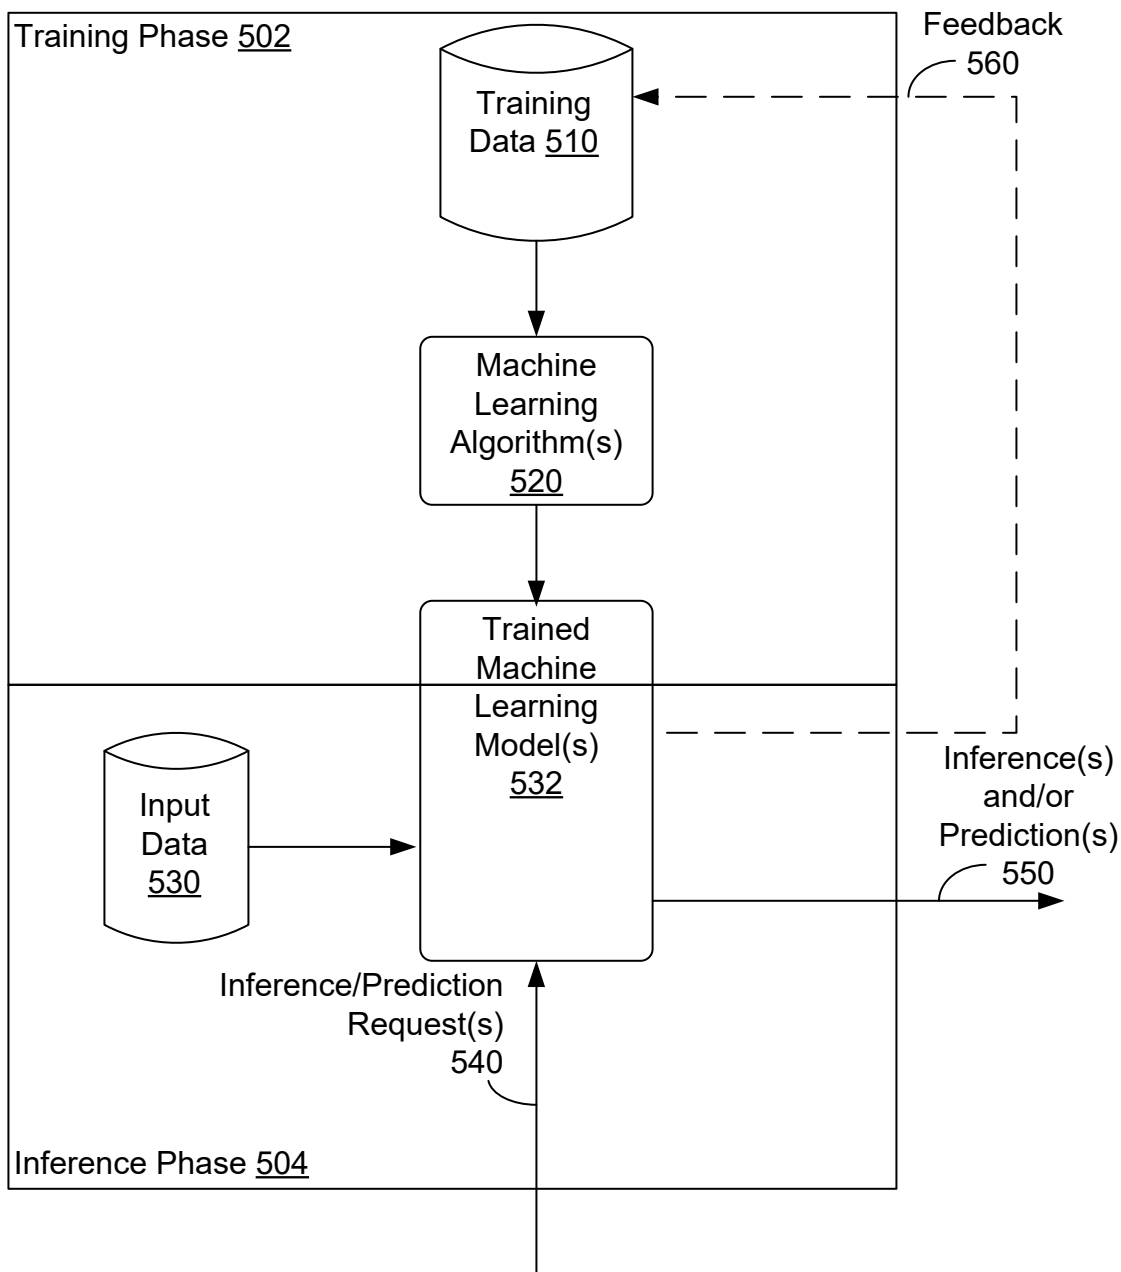 Training Phase 502
Feedback
560
Training
Data 510
Machine
Learning
Algorithm(s)
520
Trained
Machine
Learning
Model(s)
532
Input
Data
530
Inference(s)
and/or
Prediction(s)
550
Inference/Prediction
Request(s)
540
Inference Phase 504